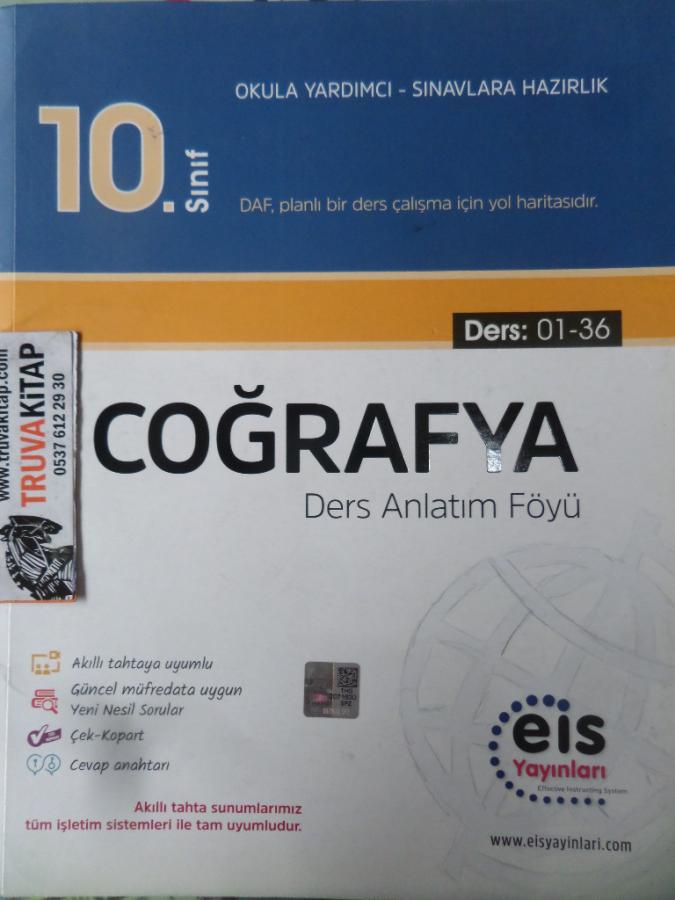 OKULA YARDIMCI - SINAVLARA HAZIRLIK
10. Sınıf
DAF, planlı bir ders çalışma için yol haritasıdır.
Ders: 01-36
www.truvakitap.com
TRUVAKİTAP
0537 612 29 30
COĞRAFYA
Ders Anlatım Föyü
Akıllı tahtaya uyumlu
Güncel müfredata uygun
Yeni Nesil Sorular
Çek-Kopart
Cevap anahtarı
Akıllı tahta sunumlarımız
tüm işletim sistemleri ile tam uyumludur.
eis
Yayınları
Effective Instructing System
www.eisyayinlari.com